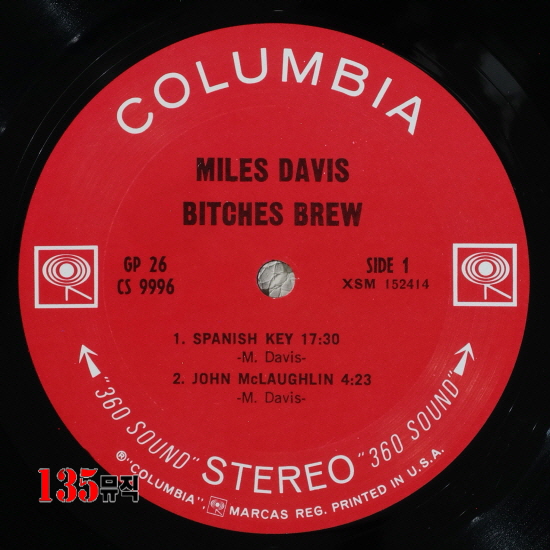 COLUMBIA
MILES DAVIS
BITCHES BREW
GP 26
CS 9996
SIDE 1
XSM 152414
1. SPANISH KEY 17:30
-M. Davis-
2. JOHN McLAUGHLIN 4:23
-M. Davis-
"360 SOUND" STEREO "360 SOUND"
® "COLUMBIA", MARCAS REG. PRINTED IN U.S.A.
135뮤직